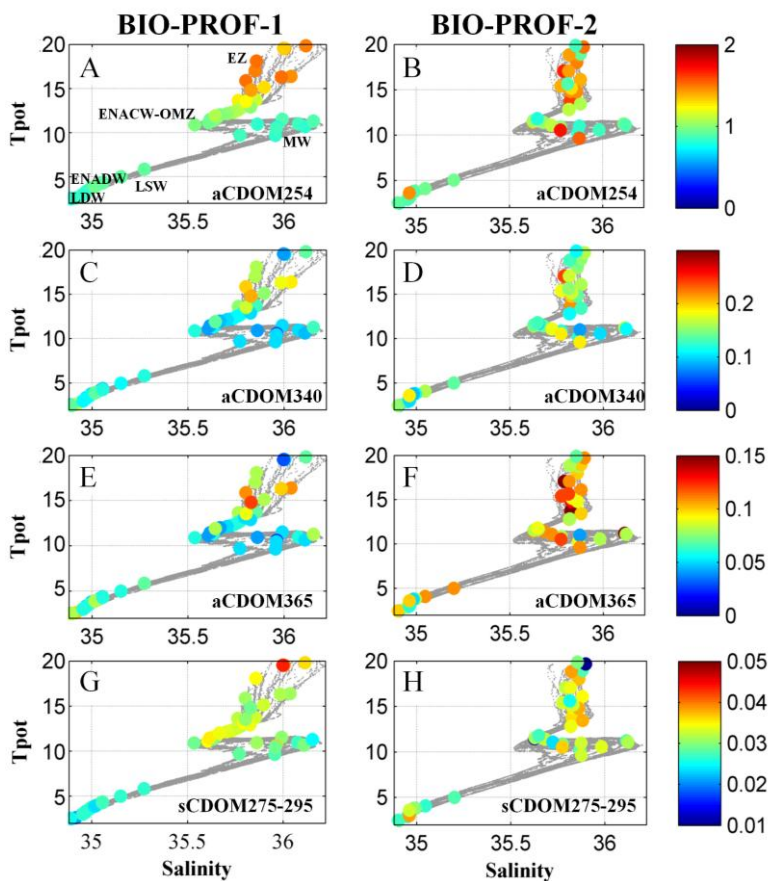 BIO-PROF-1 BIO-PROF-2
20 A EZ 20 B 2
15 15
ENACW-OMZ
Tpot 10 10 1
MW
5 ENADW LSW 5
LDW aCDOM254 aCDOM254 0
35 35.5 36 35 35.5 36
20 C 20 D
15 15 0.2
Tpot 10 10 0.1
5 5
aCDOM340 aCDOM340 0
35 35.5 36 35 35.5 36
20 E 20 F 0.15
15 15 0.1
Tpot 10 10
0.05
5 5
aCDOM365 aCDOM365 0
35 35.5 36 35 35.5 36
20 G 20 H 0.05
15 15 0.04
Tpot 10 10 0.03
5 5 0.02
sCDOM275-295 sCDOM275-295 0.01
35 35.5 36 35 35.5 36
Salinity Salinity